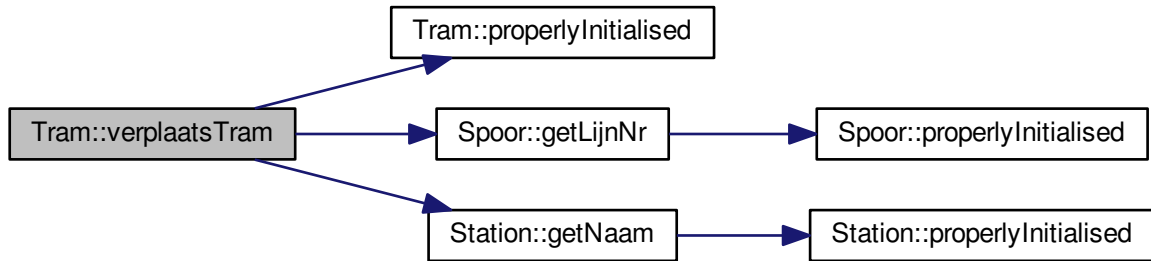 Tram::properlyInitialised
Tram::verplaatsTram
Spoor::getLijnNr
Spoor::properlyInitialised
Station::getNaam
Station::properlyInitialised